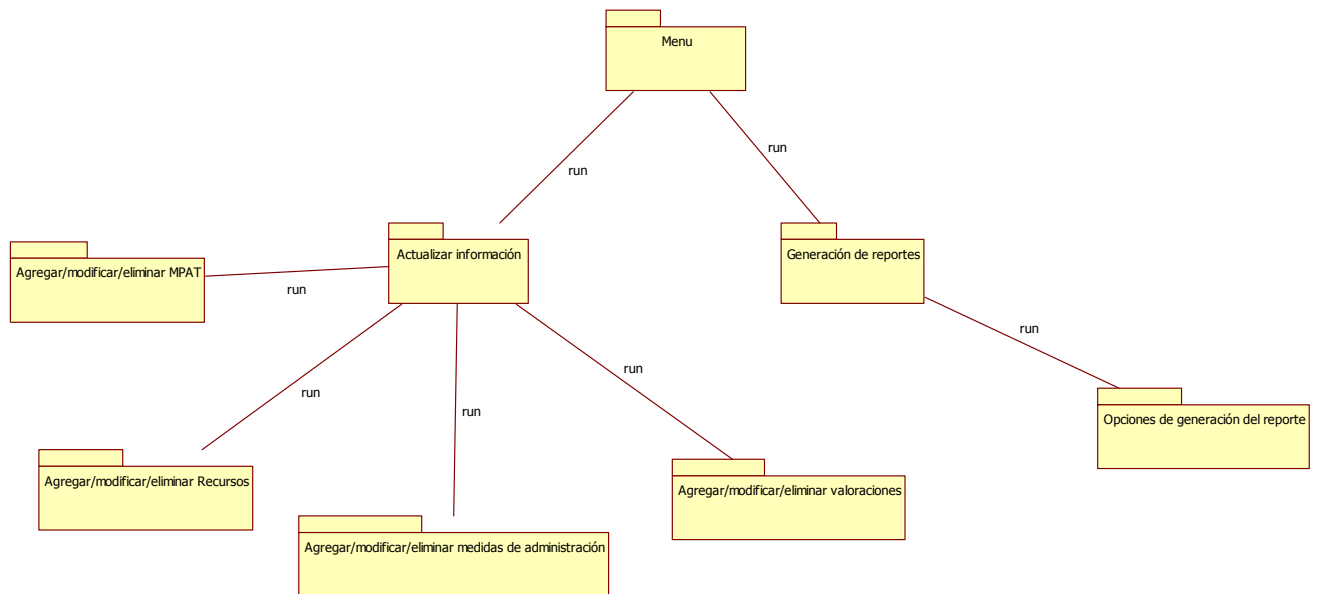 Menu
run
run
Actualizar información
Generación de reportes
Agregar/modificar/eliminar MPAT
run
run
run
run
run
Opciones de generación del reporte
Agregar/modificar/eliminar Recursos
Agregar/modificar/eliminar valoraciones
Agregar/modificar/eliminar medidas de administración